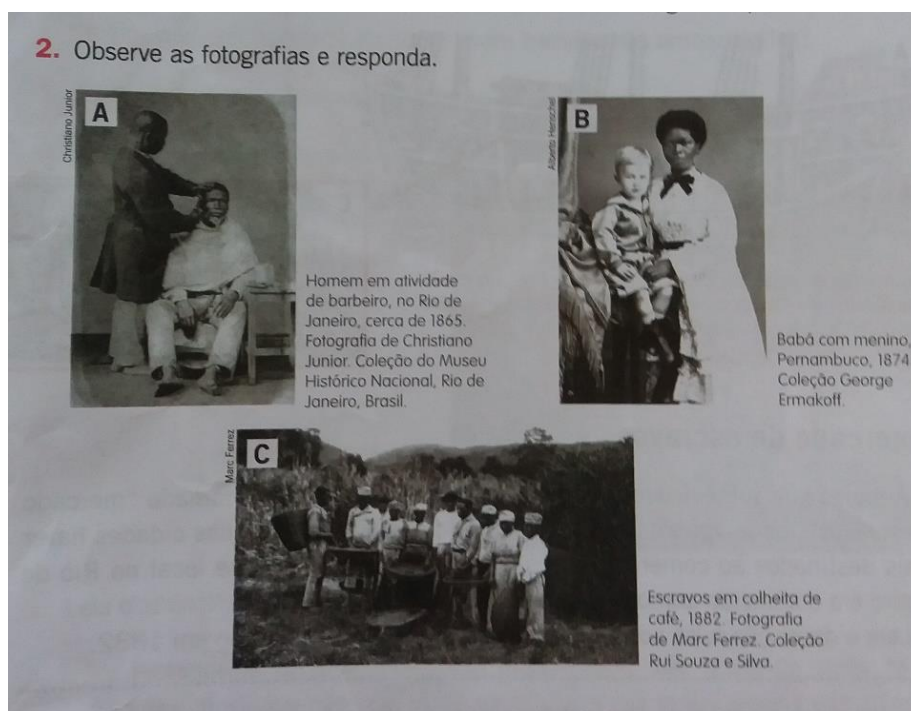 2. Observe as fotografias e responda.
Christiano Junior
A
Homem em atividade
de barbeiro, no Rio de
Janeiro, cerca de 1865.
Fotografia de Christiano
Junior. Coleção do Museu
Histórico Nacional, Rio de
Janeiro, Brasil.
Alberto Henschel
B
Babá com menino,
Pernambuco, 1874
Coleção George
Ermakoff.
Marc Ferrez
C
Escravos em colheita de
café, 1882. Fotografia
de Marc Ferrez. Coleção
Rui Souza e Silva.